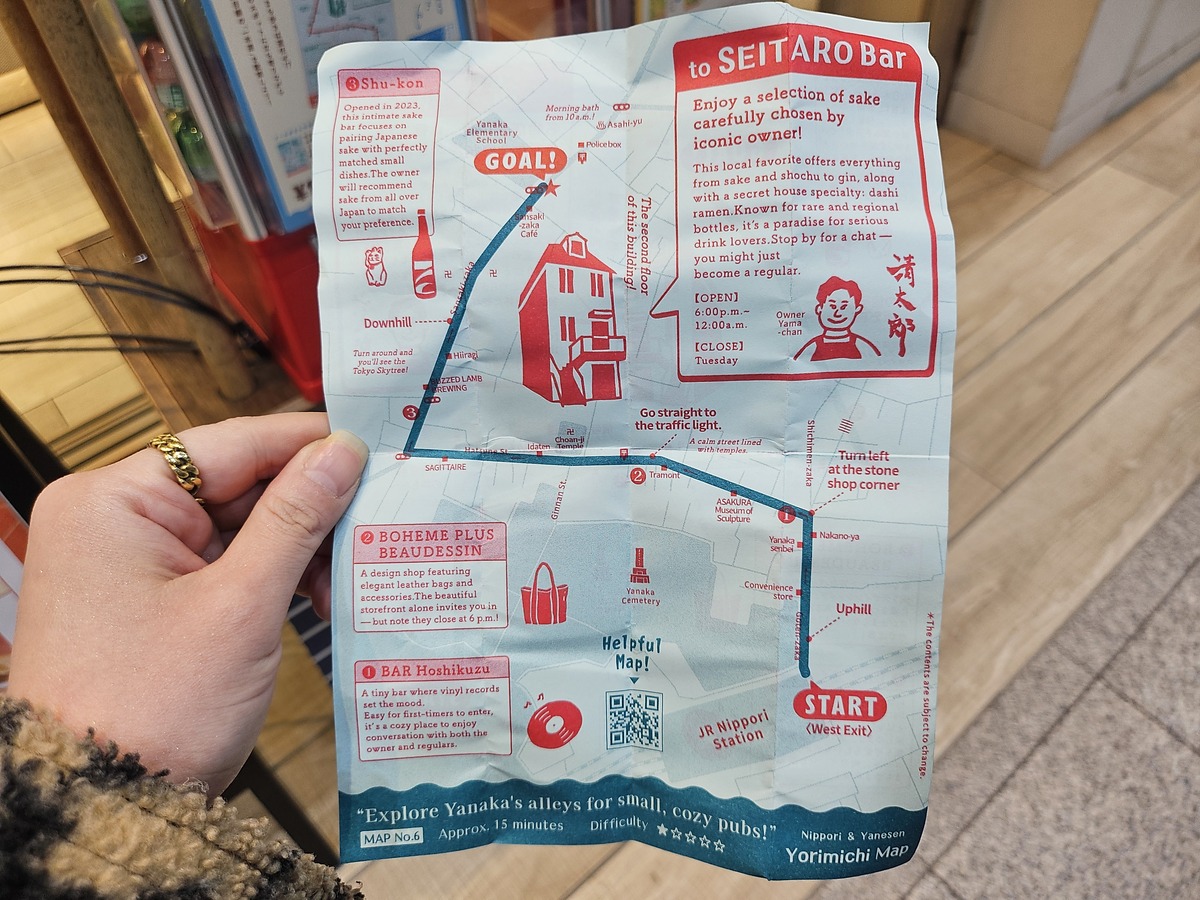 to SEITARO Bar
Enjoy a selection of sake
carefully chosen by
iconic owner!
This local favorite offers everything
from sake and shochu to gin, along
with a secret house specialty: dashi
ramen.Known for rare and regional
bottles, it's a paradise for serious
drink lovers.Stop by for a chat —
you might just
become a regular.
【OPEN】
6:00p.m.–
12:00a.m.
【CLOSE】
Tuesday
Owner
Yama
-chan
清太郎
❸Shu-kon
Opened in 2023,
this intimate sake
bar focuses on
pairing Japanese
sake with perfectly
matched small
dishes.The owner
will recommend
sake from all over
Japan to match
your preference.
Morning bath
from 10a.m.!
Asahi-yu
Yanaka
Elementary
School
Police box
GOAL!
Café
The second floor
of this building!
卍
卍
Downhill
Turn around and
you'll see the
Tokyo Skytree!
Hiiragi
LAMB
BREWING
3
SAGITTAIRE
Idaten
卍
Choan-ji
Temple
Go straight to
the traffic light.
A calm street lined
with temples.
2
Tramont
Ginnan St.
ASAKURA
Museum of
Sculpture
1
Shichimen-zaka
Turn left
at the stone
shop corner
Nakano-ya
Yanaka
senbei
Convenience
store
Uphill
START
〈West Exit〉
JR Nippori
Station
Yanaka
Cemetery
Helpful
Map!
❷ BOHEME PLUS
BEAUDESSIN
A design shop featuring
elegant leather bags and
accessories.The beautiful
storefront alone invites you in
— but note they close at 6 p.m.!
❶ BAR Hoshikuzu
A tiny bar where vinyl records
set the mood.
Easy for first-timers to enter,
it's a cozy place to enjoy
conversation with both the
owner and regulars.
*The contents are subject to change.
"Explore Yanaka's alleys for small, cozy pubs!"
MAP No.6 Approx. 15 minutes Difficulty ★☆☆☆☆
Nippori & Yanesen
Yorimichi Map